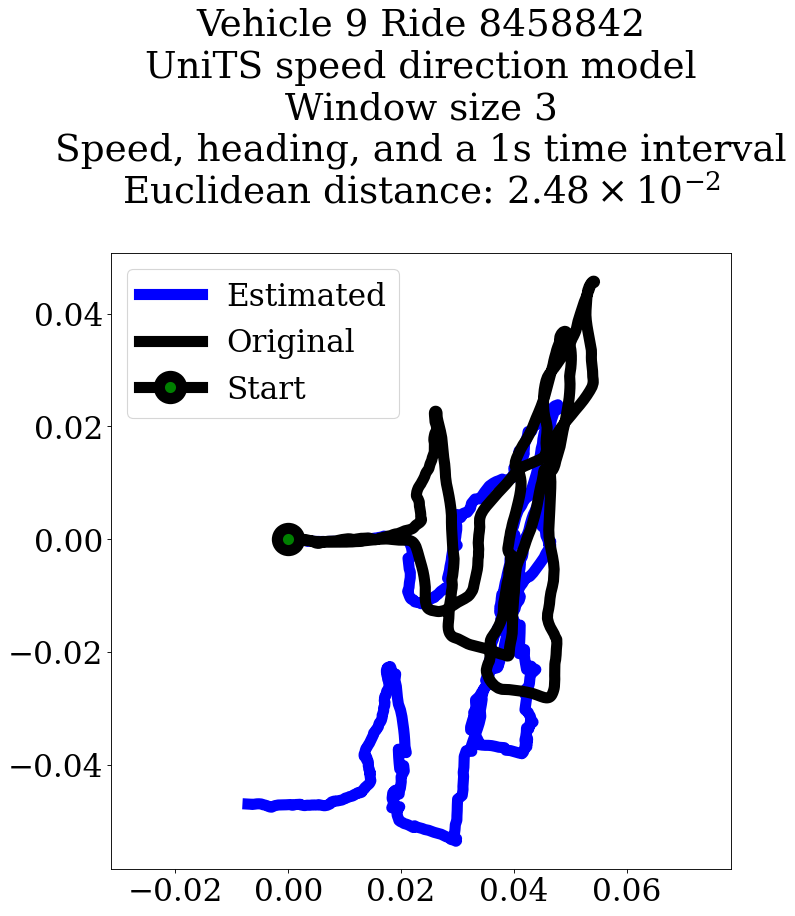 Vehicle 9 Ride 8458842
UniTS speed direction model
Window size 3
Speed, heading, and a 1s time interval
Euclidean distance: 2.48 × 10⁻²
Estimated
Original
Start
0.04
0.02
0.00
−0.02
−0.04
−0.02 0.00 0.02 0.04 0.06